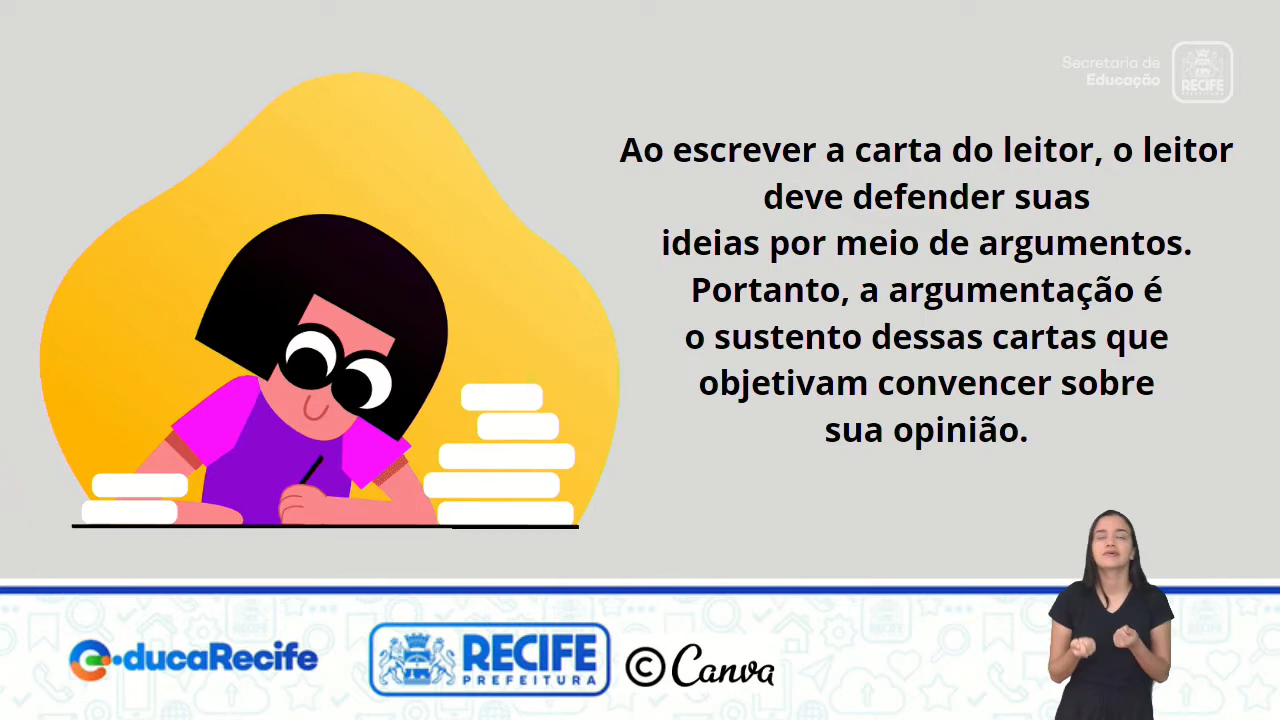 Secretaria de
Educação
RECIFE
PREFEITURA
Ao escrever a carta do leitor, o leitor
deve defender suas
ideias por meio de argumentos.
Portanto, a argumentação é
o sustento dessas cartas que
objetivam convencer sobre
sua opinião.
ducaRecife
RECIFE
PREFEITURA
© Canva